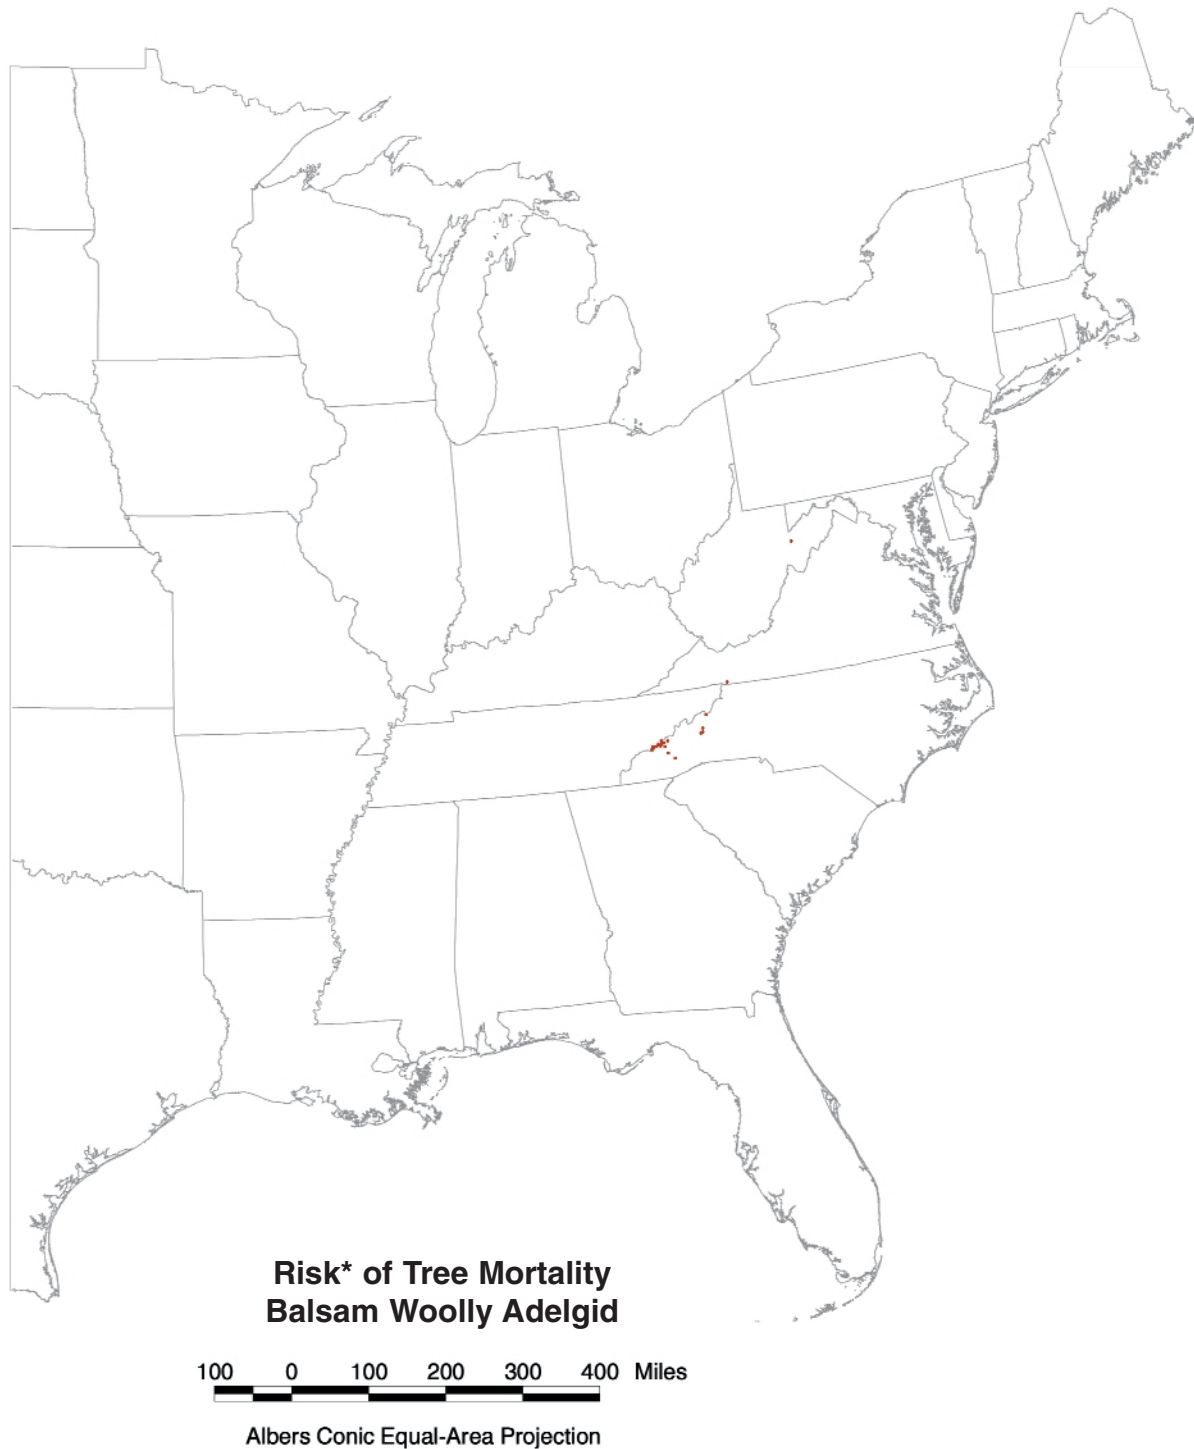 Risk* of Tree Mortality
Balsam Woolly Adelgid
100 0 100 200 300 400 Miles
Albers Conic Equal-Area Projection